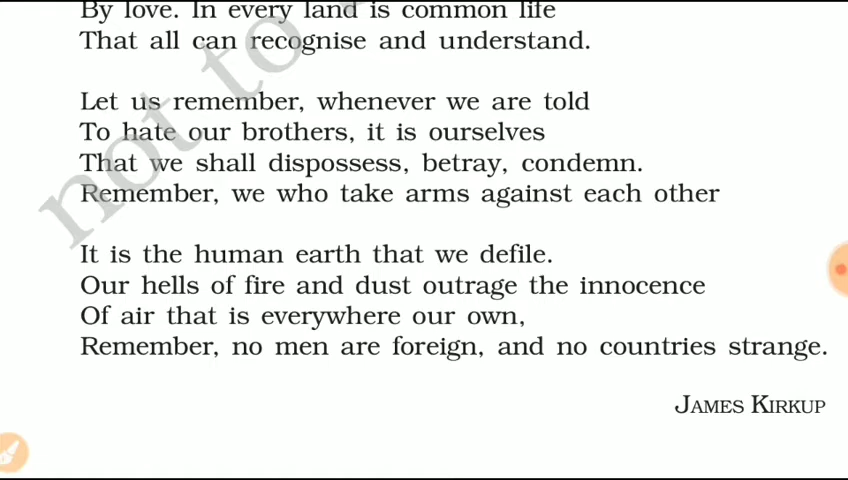 By love. In every land is common life
That all can recognise and understand.
Let us remember, whenever we are told
To hate our brothers, it is ourselves
That we shall dispossess, betray, condemn.
Remember, we who take arms against each other
It is the human earth that we defile.
Our hells of fire and dust outrage the innocence
Of air that is everywhere our own,
Remember, no men are foreign, and no countries strange.
JAMES KIRKUP
not to